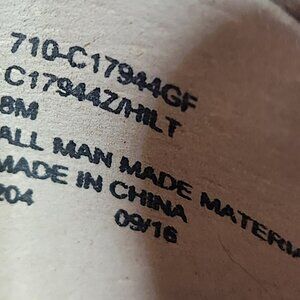 710-C17944GF
C17944Z/HILT
8M
ALL MAN MADE MATERIA
MADE IN CHINA
204
09/16